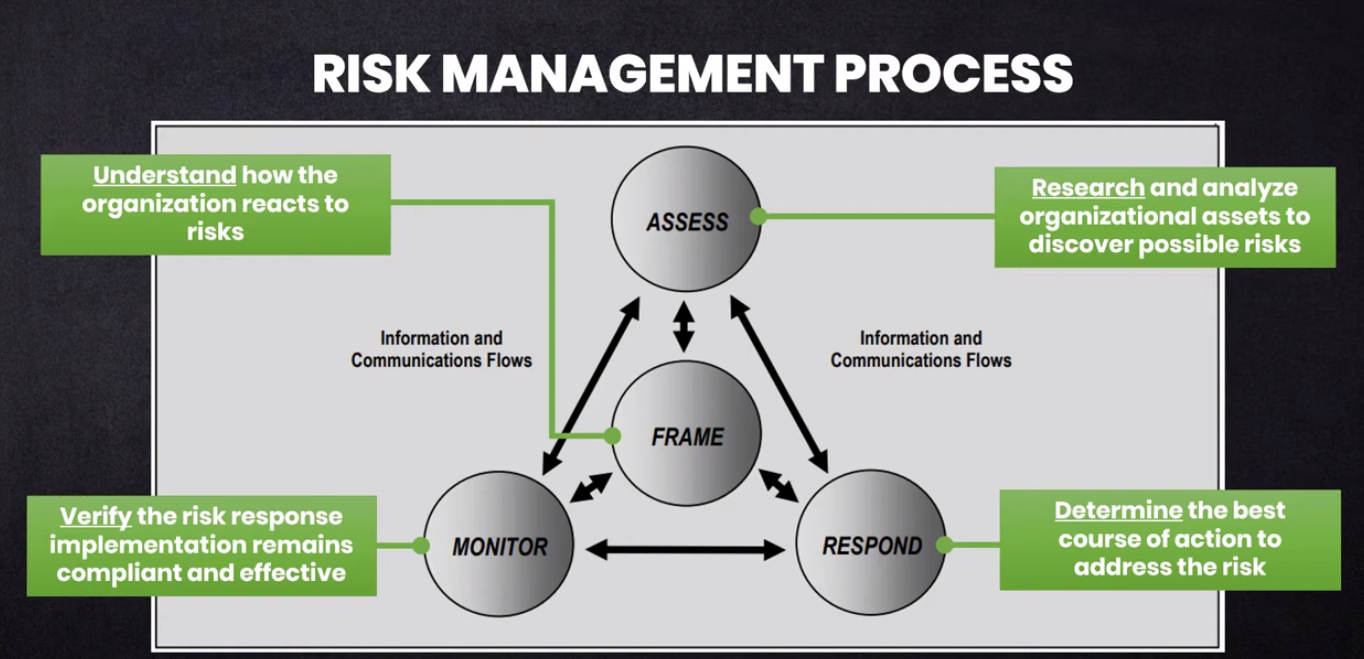 RISK MANAGEMENT PROCESS
Understand how the
organization reacts to
risks
Research and analyze
organizational assets to
discover possible risks
ASSESS
Information and
Communications Flows
Information and
Communications Flows
FRAME
Verify the risk response
implementation remains
compliant and effective
MONITOR
RESPOND
Determine the best
course of action to
address the risk